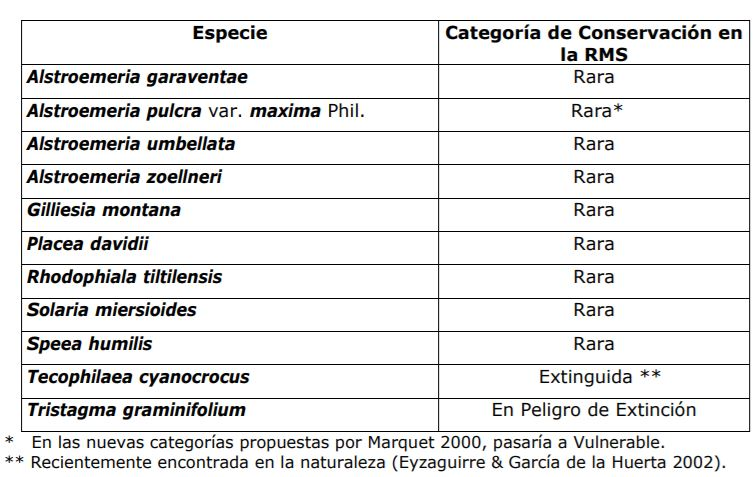 Especie
Categoría de Conservación en
la RMS
Alstroemeria garaventae
Rara
Alstroemeria pulcra var. maxima Phil.
Rara*
Alstroemeria umbellata
Rara
Alstroemeria zoellneri
Rara
Gilliesia montana
Rara
Placea davidii
Rara
Rhodophiala tiltilensis
Rara
Solaria miersioides
Rara
Speea humilis
Rara
Tecophilaea cyanocrocus
Extinguida **
Tristagma graminifolium
En Peligro de Extinción
* En las nuevas categorías propuestas por Marquet 2000, pasaría a Vulnerable.
** Recientemente encontrada en la naturaleza (Eyzaguirre & García de la Huerta 2002).